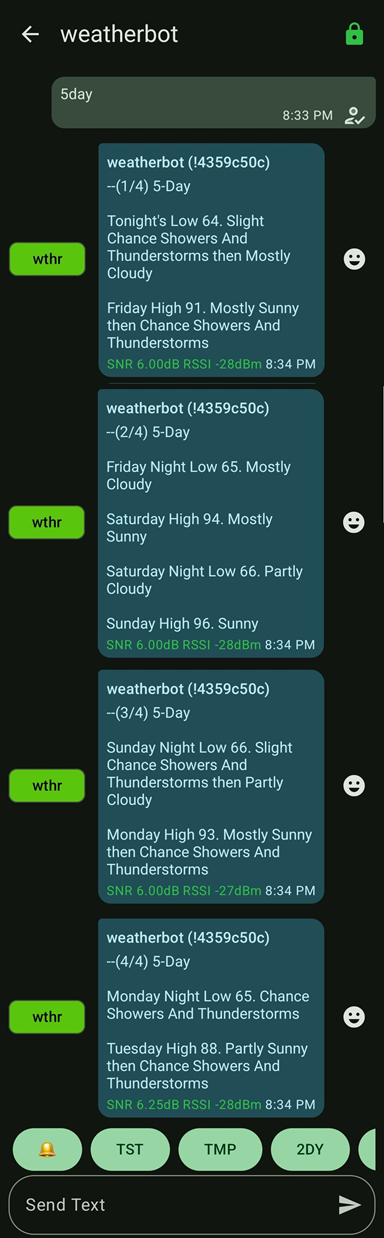 weatherbot
5day
8:33 PM
weatherbot (!4359c50c)
--(1/4) 5-Day
Tonight's Low 64. Slight
Chance Showers And
Thunderstorms then Mostly
Cloudy
Friday High 91. Mostly Sunny
then Chance Showers And
Thunderstorms
SNR 6.00dB RSSI -28dBm 8:34 PM
wthr
weatherbot (!4359c50c)
--(2/4) 5-Day
Friday Night Low 65. Mostly
Cloudy
Saturday High 94. Mostly
Sunny
Saturday Night Low 66. Partly
Cloudy
Sunday High 96. Sunny
SNR 6.00dB RSSI -28dBm 8:34 PM
wthr
weatherbot (!4359c50c)
--(3/4) 5-Day
Sunday Night Low 66. Slight
Chance Showers And
Thunderstorms then Partly
Cloudy
Monday High 93. Mostly Sunny
then Chance Showers And
Thunderstorms
SNR 6.00dB RSSI -27dBm 8:34 PM
wthr
weatherbot (!4359c50c)
--(4/4) 5-Day
Monday Night Low 65. Chance
Showers And Thunderstorms
Tuesday High 88. Partly Sunny
then Chance Showers And
Thunderstorms
SNR 6.25dB RSSI -28dBm 8:34 PM
wthr
TST TMP 2DY
Send Text